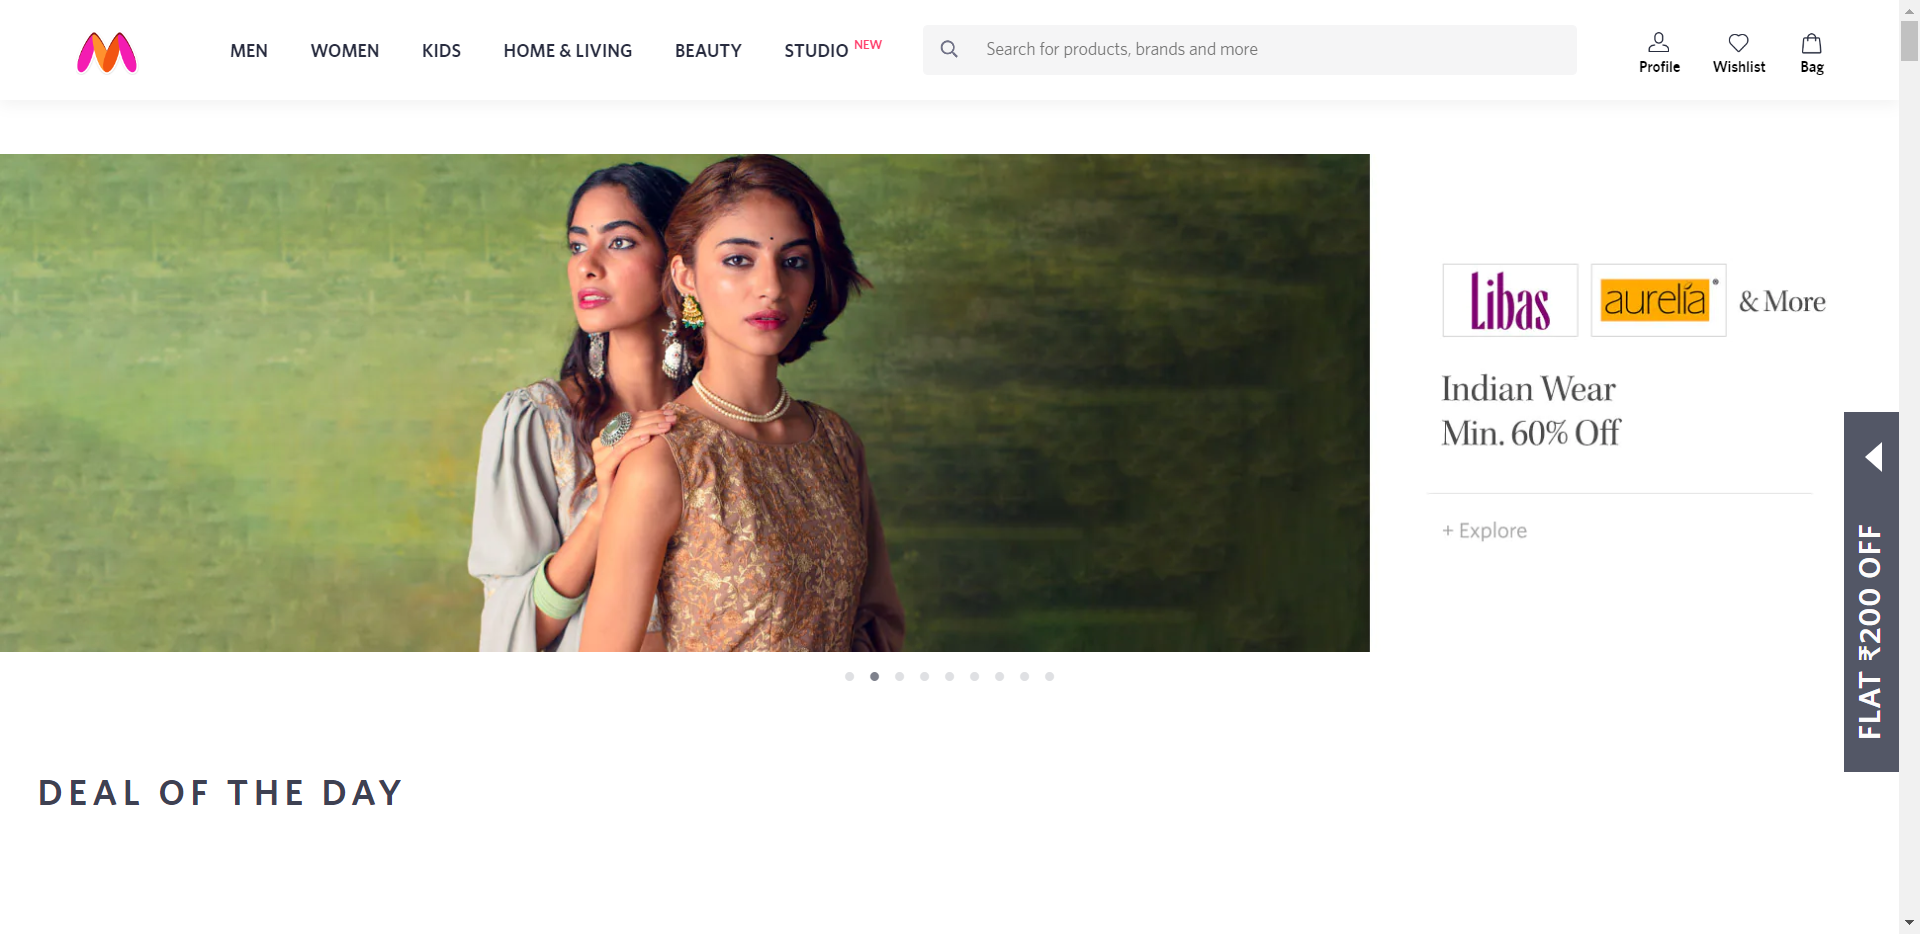 MEN WOMEN KIDS HOME & LIVING BEAUTY STUDIO NEW Search for products, brands and more
Profile Wishlist Bag
Libas aurelia & More
Indian Wear
Min. 60% Off
+ Explore
FLAT ₹200 OFF
DEAL OF THE DAY